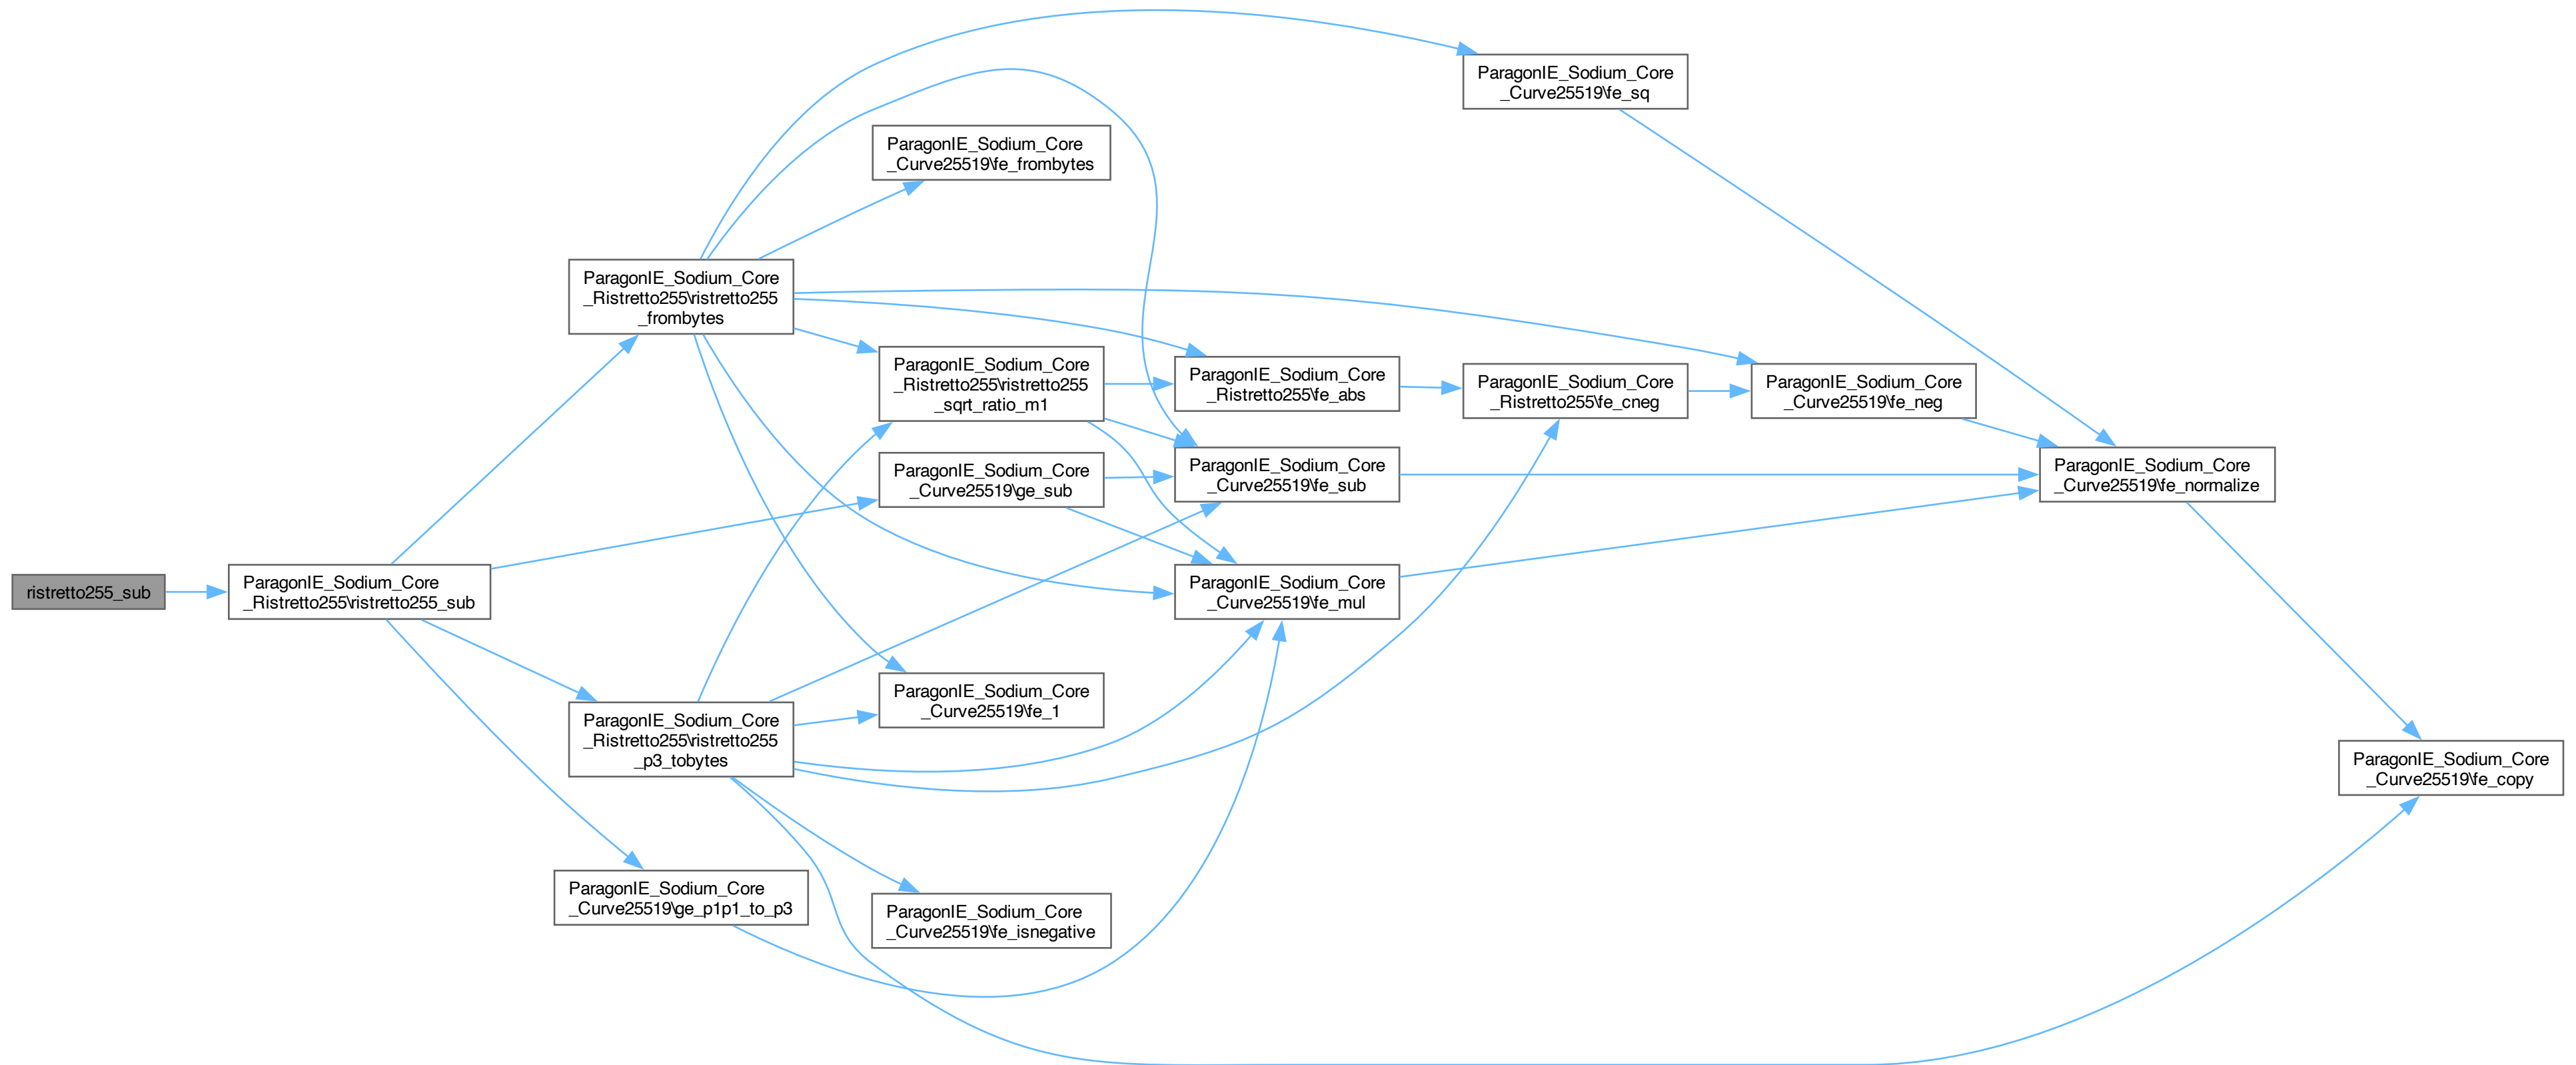 ristretto255_sub
ParagonIE_Sodium_Core
_Ristretto255\ristretto255_sub
ParagonIE_Sodium_Core
_Ristretto255\ristretto255
_frombytes
ParagonIE_Sodium_Core
_Ristretto255\ristretto255
_p3_tobytes
ParagonIE_Sodium_Core
_Curve25519\ge_p1p1_to_p3
ParagonIE_Sodium_Core
_Curve25519\fe_frombytes
ParagonIE_Sodium_Core
_Ristretto255\ristretto255
_sqrt_ratio_m1
ParagonIE_Sodium_Core
_Curve25519\ge_sub
ParagonIE_Sodium_Core
_Curve25519\fe_1
ParagonIE_Sodium_Core
_Curve25519\fe_isnegative
ParagonIE_Sodium_Core
_Ristretto255\fe_abs
ParagonIE_Sodium_Core
_Curve25519\fe_sub
ParagonIE_Sodium_Core
_Curve25519\fe_mul
ParagonIE_Sodium_Core
_Curve25519\fe_sq
ParagonIE_Sodium_Core
_Ristretto255\fe_cneg
ParagonIE_Sodium_Core
_Curve25519\fe_neg
ParagonIE_Sodium_Core
_Curve25519\fe_normalize
ParagonIE_Sodium_Core
_Curve25519\fe_copy